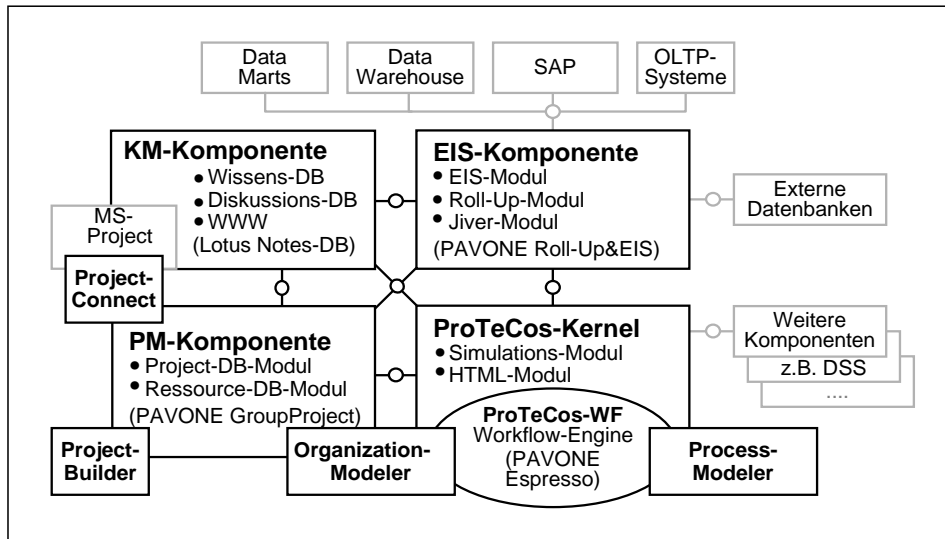 Data
Marts
Data
Warehouse
SAP
OLTP-
Systeme
KM-Komponente
• Wissens-DB
• Diskussions-DB
• WWW
(Lotus Notes-DB)
EIS-Komponente
• EIS-Modul
• Roll-Up-Modul
• Jiver-Modul
(PAVONE Roll-Up&EIS)
Externe
Datenbanken
MS-
Project
Project-
Connect
PM-Komponente
• Project-DB-Modul
• Ressource-DB-Modul
(PAVONE GroupProject)
ProTeCos-Kernel
• Simulations-Modul
• HTML-Modul
Weitere
Komponenten
z.B. DSS
....
ProTeCos-WF
Workflow-Engine
(PAVONE
Espresso)
Project-
Builder
Organization-
Modeler
Process-
Modeler